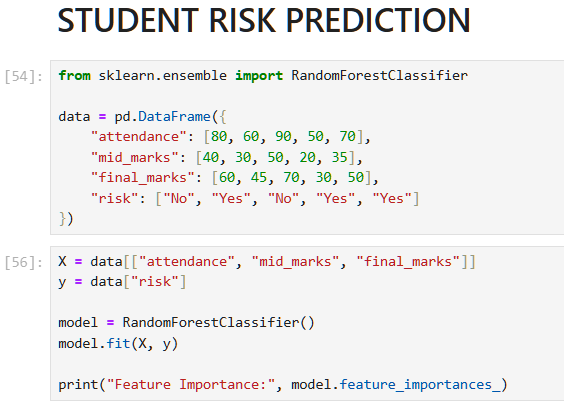 STUDENT RISK PREDICTION
[54]: from sklearn.ensemble import RandomForestClassifier
data = pd.DataFrame({
    "attendance": [80, 60, 90, 50, 70],
    "mid_marks": [40, 30, 50, 20, 35],
    "final_marks": [60, 45, 70, 30, 50],
    "risk": ["No", "Yes", "No", "Yes", "Yes"]
})
[56]: X = data[["attendance", "mid_marks", "final_marks"]]
y = data["risk"]
model = RandomForestClassifier()
model.fit(X, y)
print("Feature Importance:", model.feature_importances_)